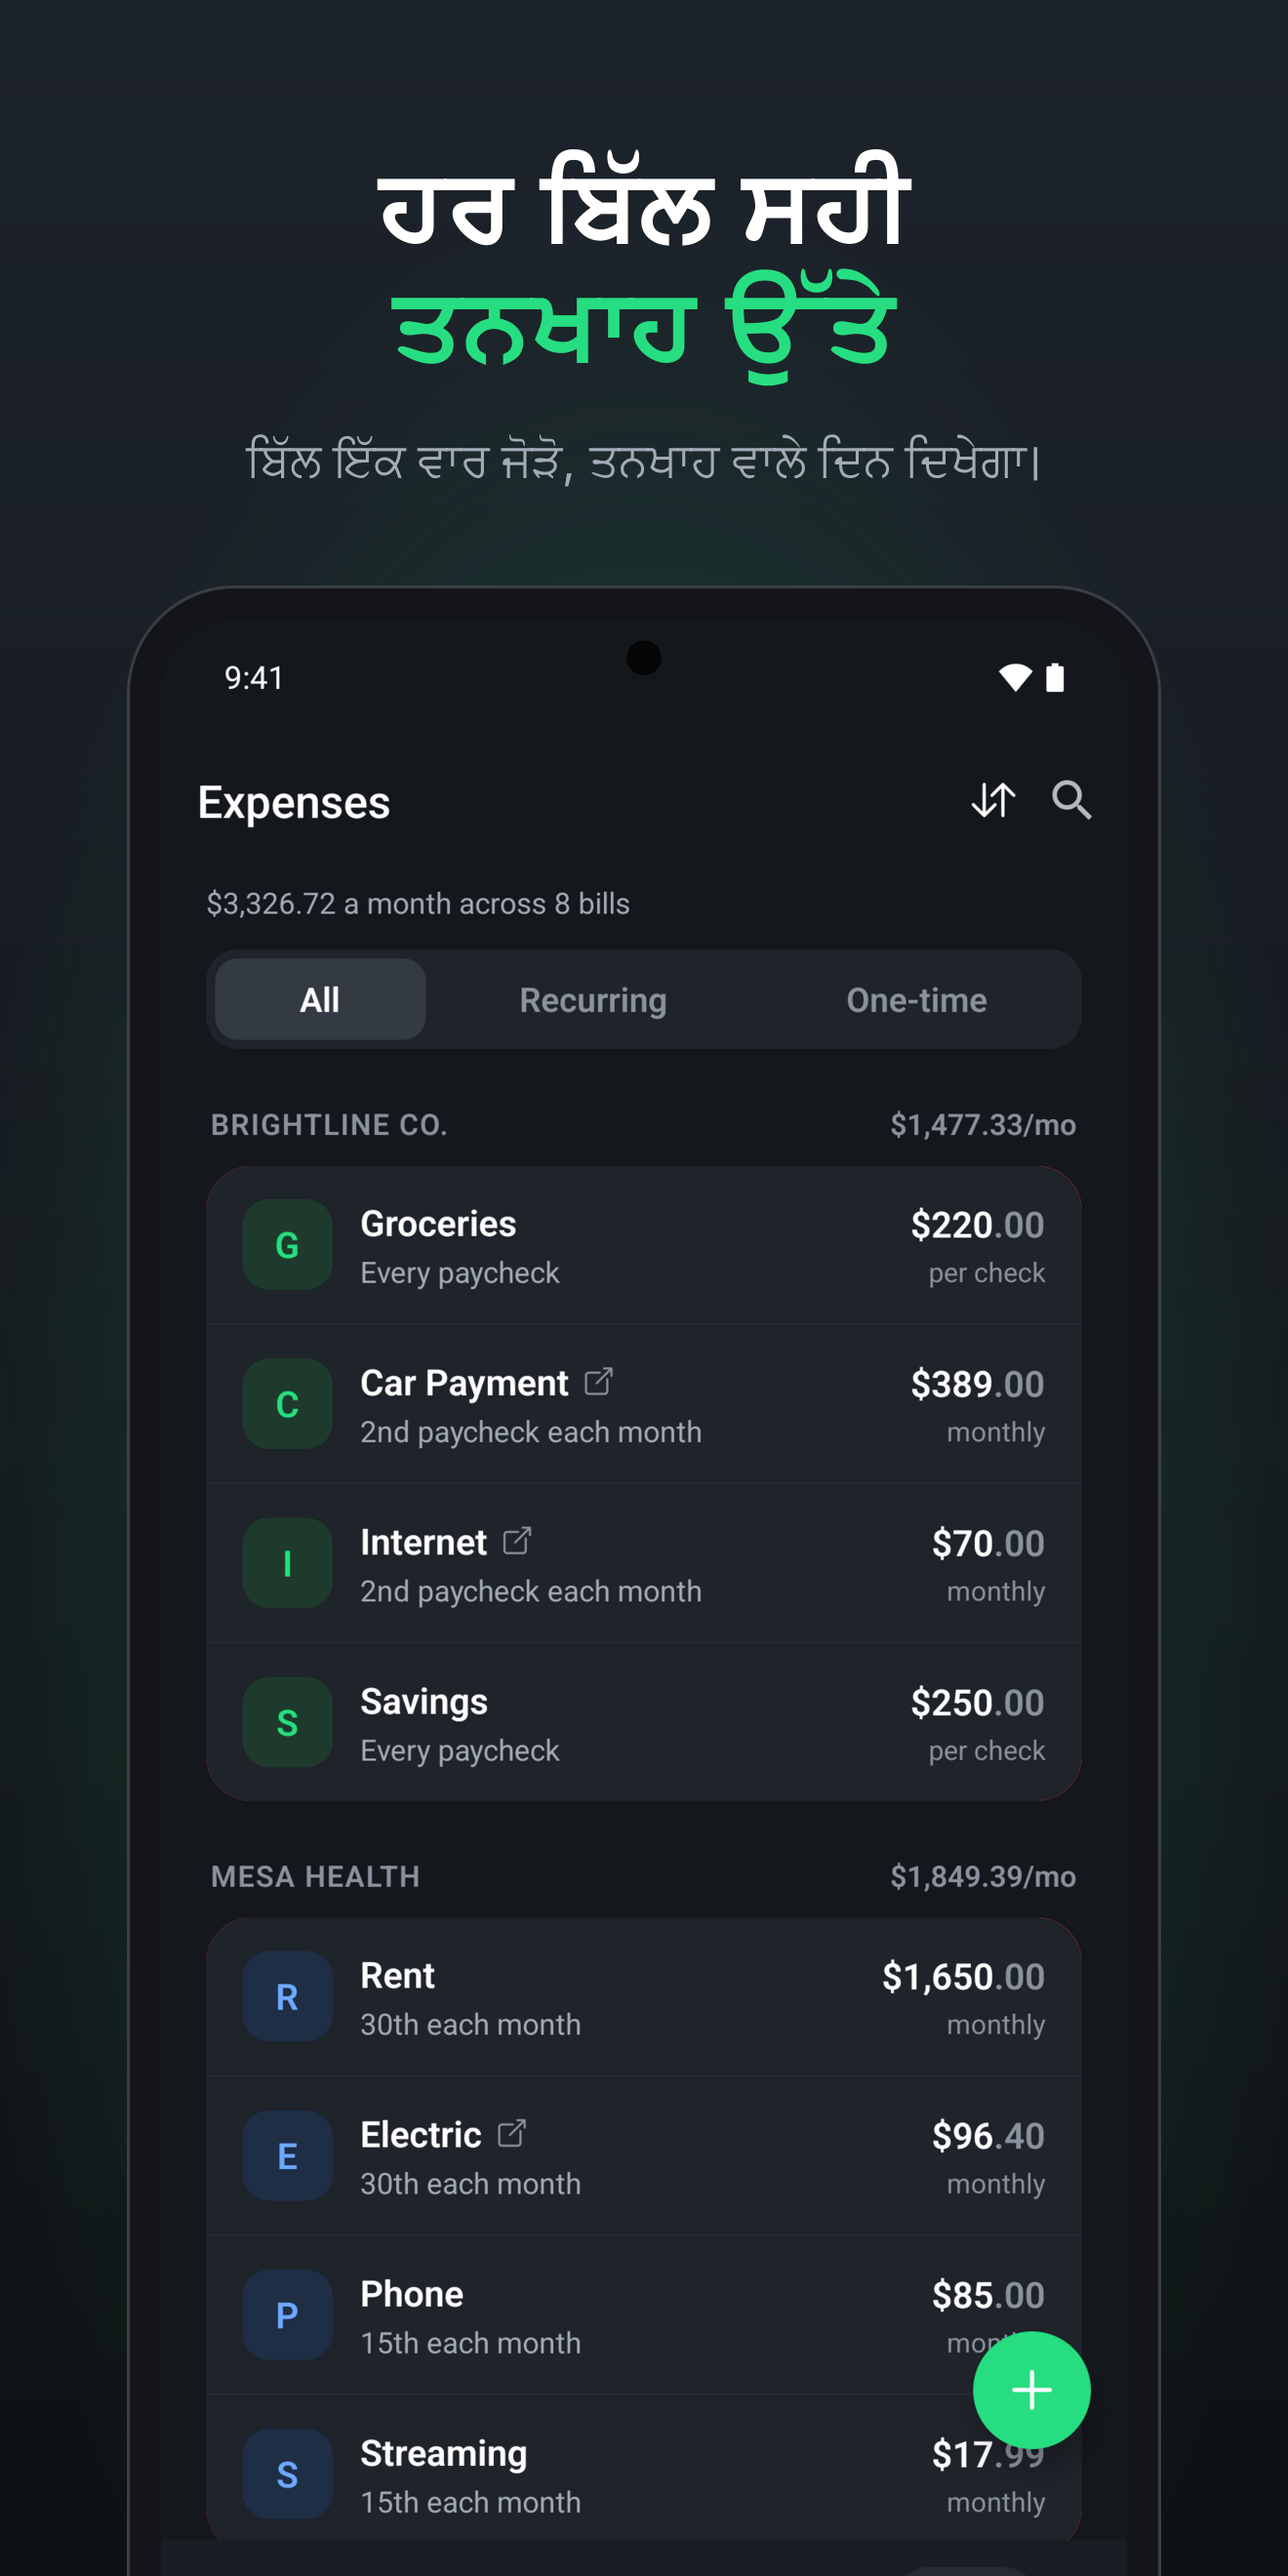 ਹਰ ਬਿੱਲ ਸਹੀ
ਤਨਖਾਹ ਉੱਤੇ
ਬਿੱਲ ਇੱਕ ਵਾਰ ਜੋੜੋ, ਤਨਖਾਹ ਵਾਲੇ ਦਿਨ ਦਿਖੇਗਾ।
9:41
Expenses
$3,326.72 a month across 8 bills
All Recurring One-time
BRIGHTLINE CO. $1,477.33/mo
G Groceries $220.00
Every paycheck per check
C Car Payment $389.00
2nd paycheck each month monthly
I Internet $70.00
2nd paycheck each month monthly
S Savings $250.00
Every paycheck per check
MESA HEALTH $1,849.39/mo
R Rent $1,650.00
30th each month monthly
E Electric $96.40
30th each month monthly
P Phone $85.00
15th each month
S Streaming $17.99
15th each month monthly